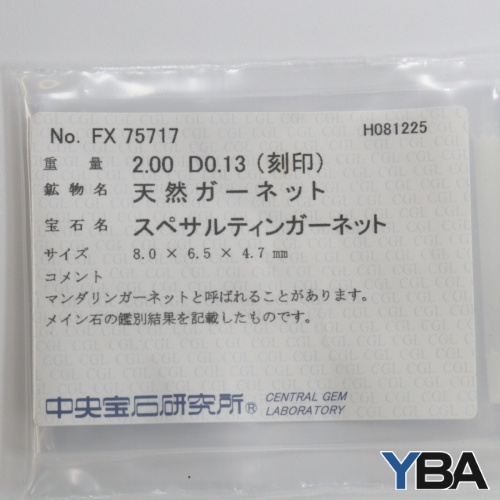 No. FX 75717 H081225
重 量 2.00 D0.13 (刻印)
鉱物名 天然ガーネット
宝石名 スペサルティンガーネット
サイズ 8.0 × 6.5 × 4.7 mm
コメント
マンダリンガーネットと呼ばれることがあります。
メイン石の鑑別結果を記載したものです。
中央宝石研究所® CENTRAL GEM
LABORATORY
YBA